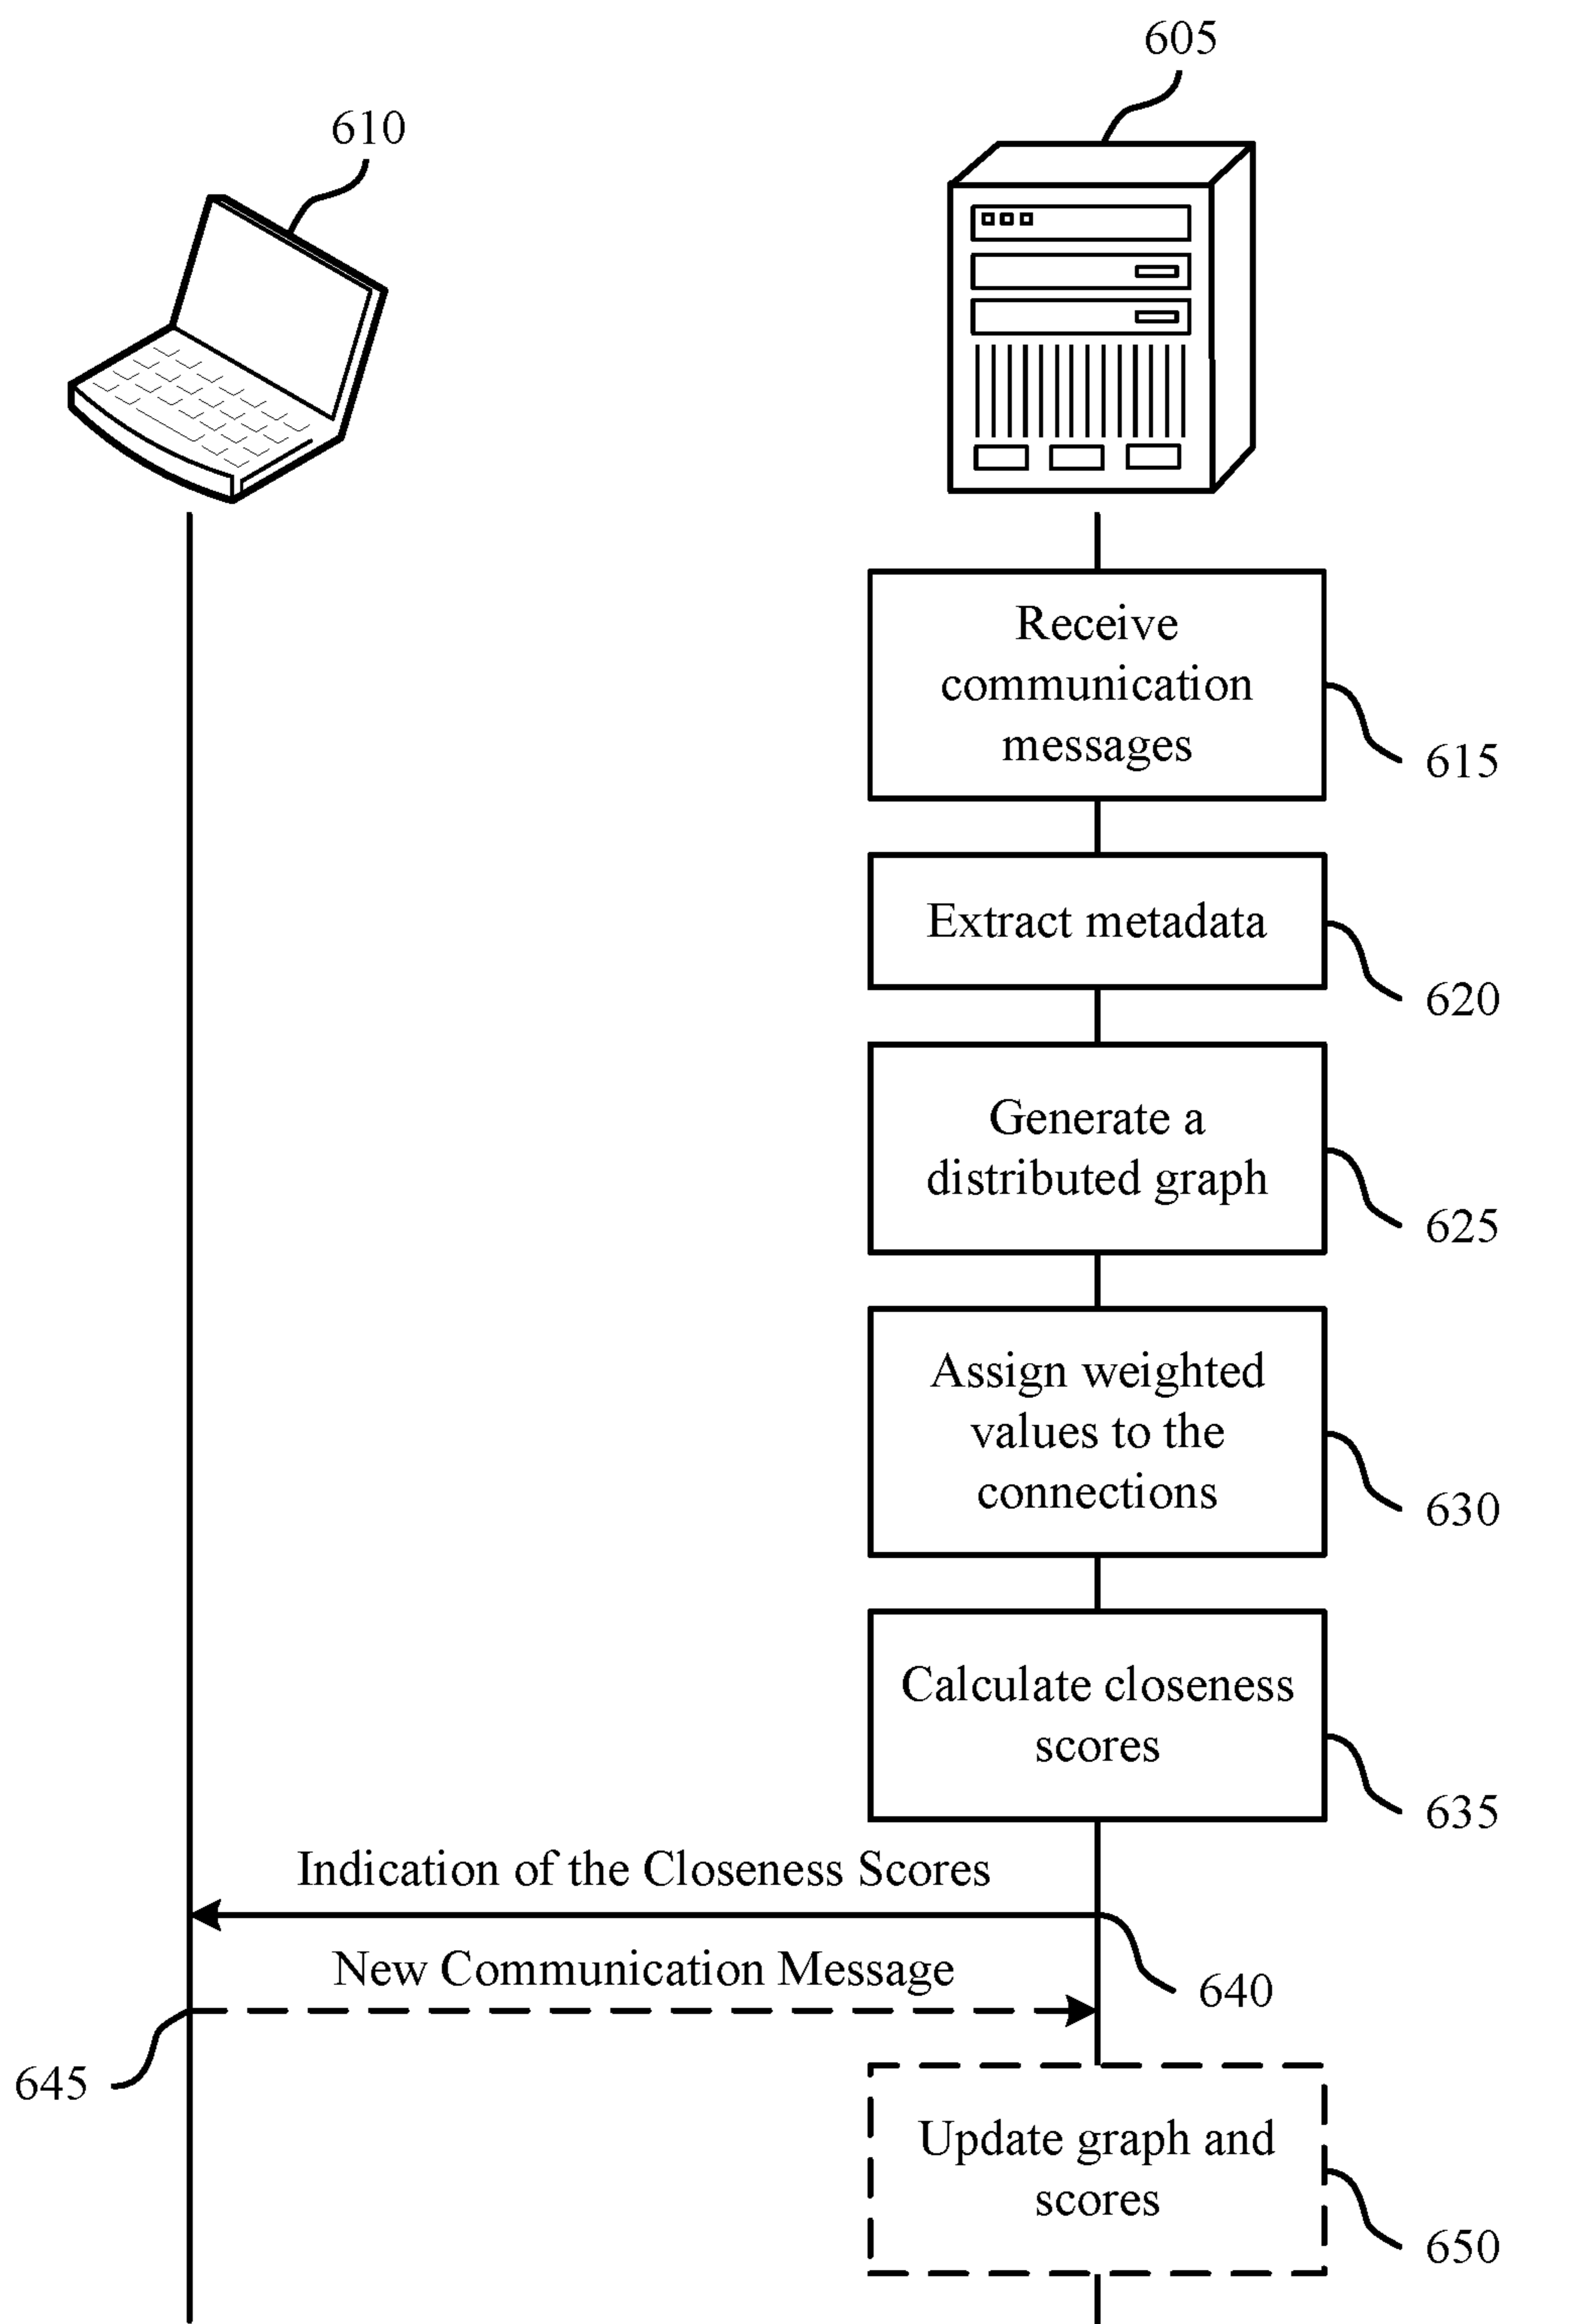 605
610
Receive
communication
messages
615
Extract metadata
620
Generate a
distributed graph
625
Assign weighted
values to the
connections
630
Calculate closeness
scores
635
Indication of the Closeness Scores
New Communication Message
640
645
Update graph and
scores
650